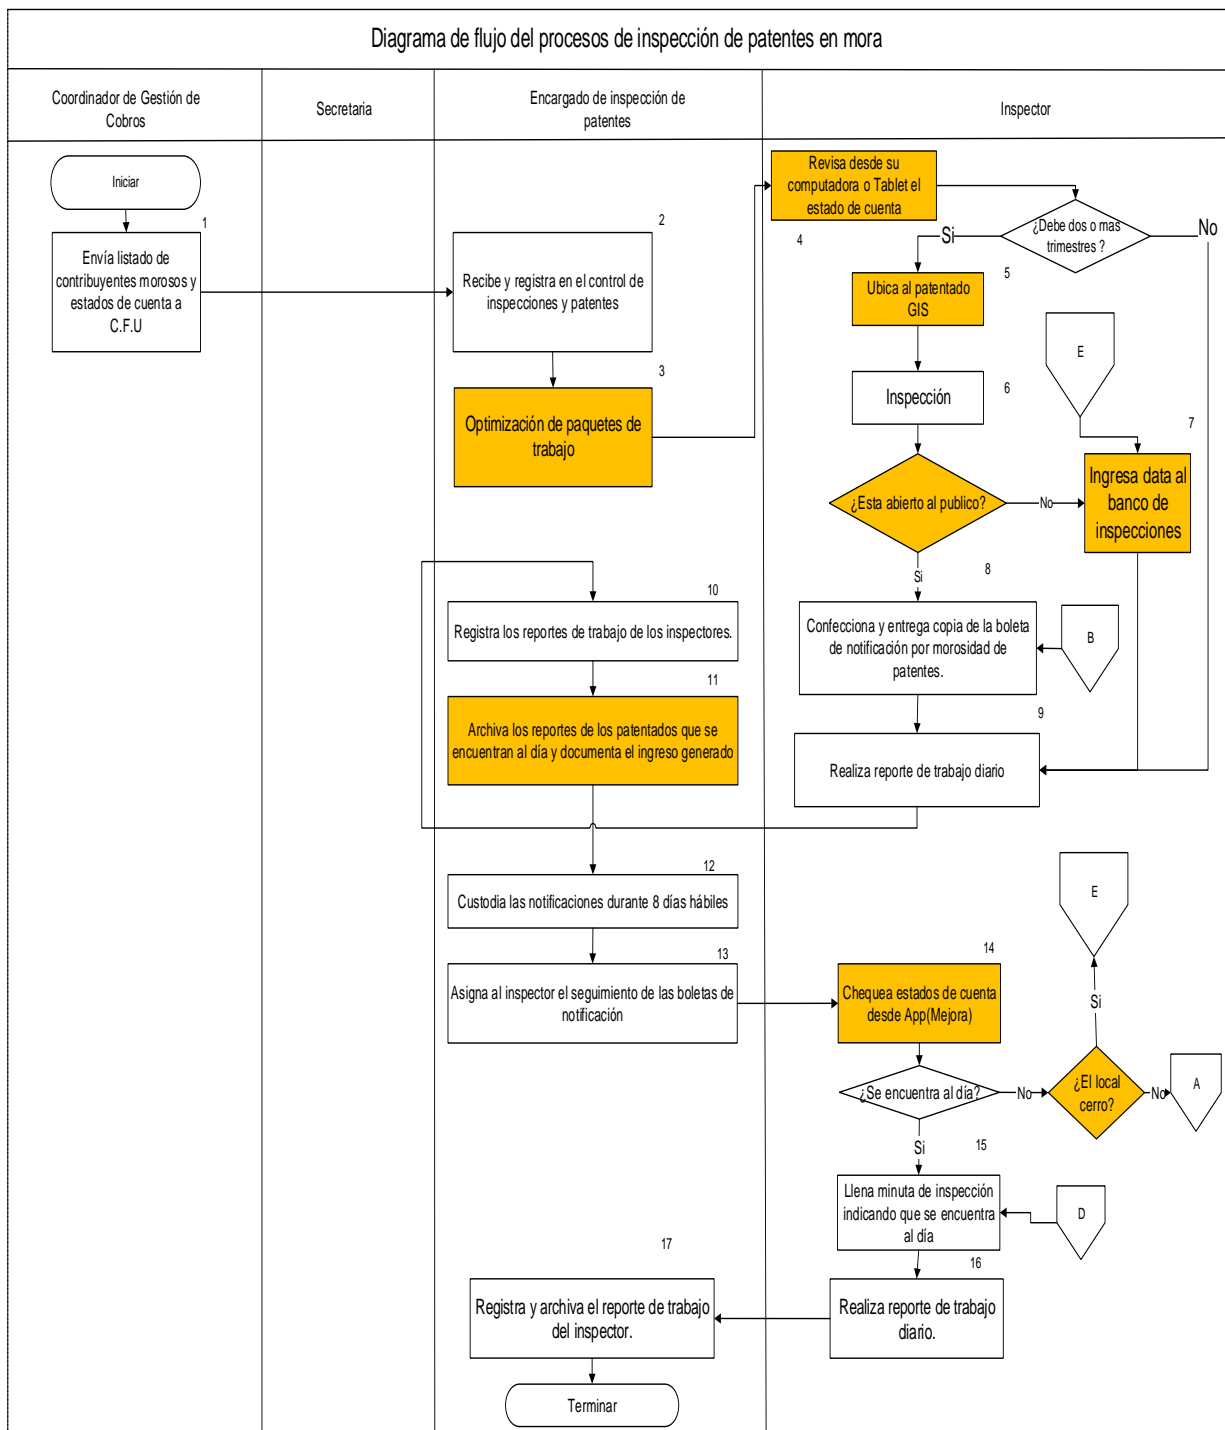 Diagrama de flujo del procesos de inspección de patentes en mora
Coordinador de Gestión de
Cobros
Secretaria
Encargado de inspección de
patentes
Inspector
Iniciar
1
Envía listado de
contribuyentes morosos y
estados de cuenta a
C.F.U
2
Recibe y registra en el control de
inspecciones y patentes
3
Optimización de paquetes de
trabajo
Revisa desde su
computadora o Tablet el
estado de cuenta
4
¿Debe dos o mas
trimestres ?
Si
No
5
Ubica al patentado
GIS
6
Inspección
E
7
Ingresa data al
banco de
inspecciones
¿Esta abierto al publico?
No
Si
8
Confecciona y entrega copia de la boleta
de notificación por morosidad de
patentes.
B
9
Realiza reporte de trabajo diario
10
Registra los reportes de trabajo de los inspectores.
11
Archiva los reportes de los patentados que se
encuentran al día y documenta el ingreso generado
12
Custodia las notificaciones durante 8 días hábiles
13
Asigna al inspector el seguimiento de las boletas de
notificación
14
Chequea estados de cuenta
desde App(Mejora)
¿Se encuentra al día?
No
¿El local
cerro?
Si
E
No
A
Si
15
Llena minuta de inspección
indicando que se encuentra
al día
D
16
Realiza reporte de trabajo
diario.
17
Registra y archiva el reporte de trabajo
del inspector.
Terminar